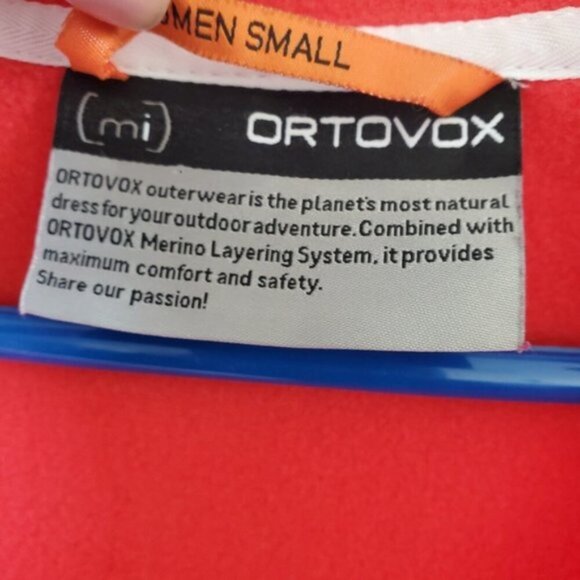 OMEN SMALL
(mi) ORTOVOX
ORTOVOX outerwear is the planet's most natural
dress for your outdoor adventure. Combined with
ORTOVOX Merino Layering System, it provides
maximum comfort and safety.
Share our passion!